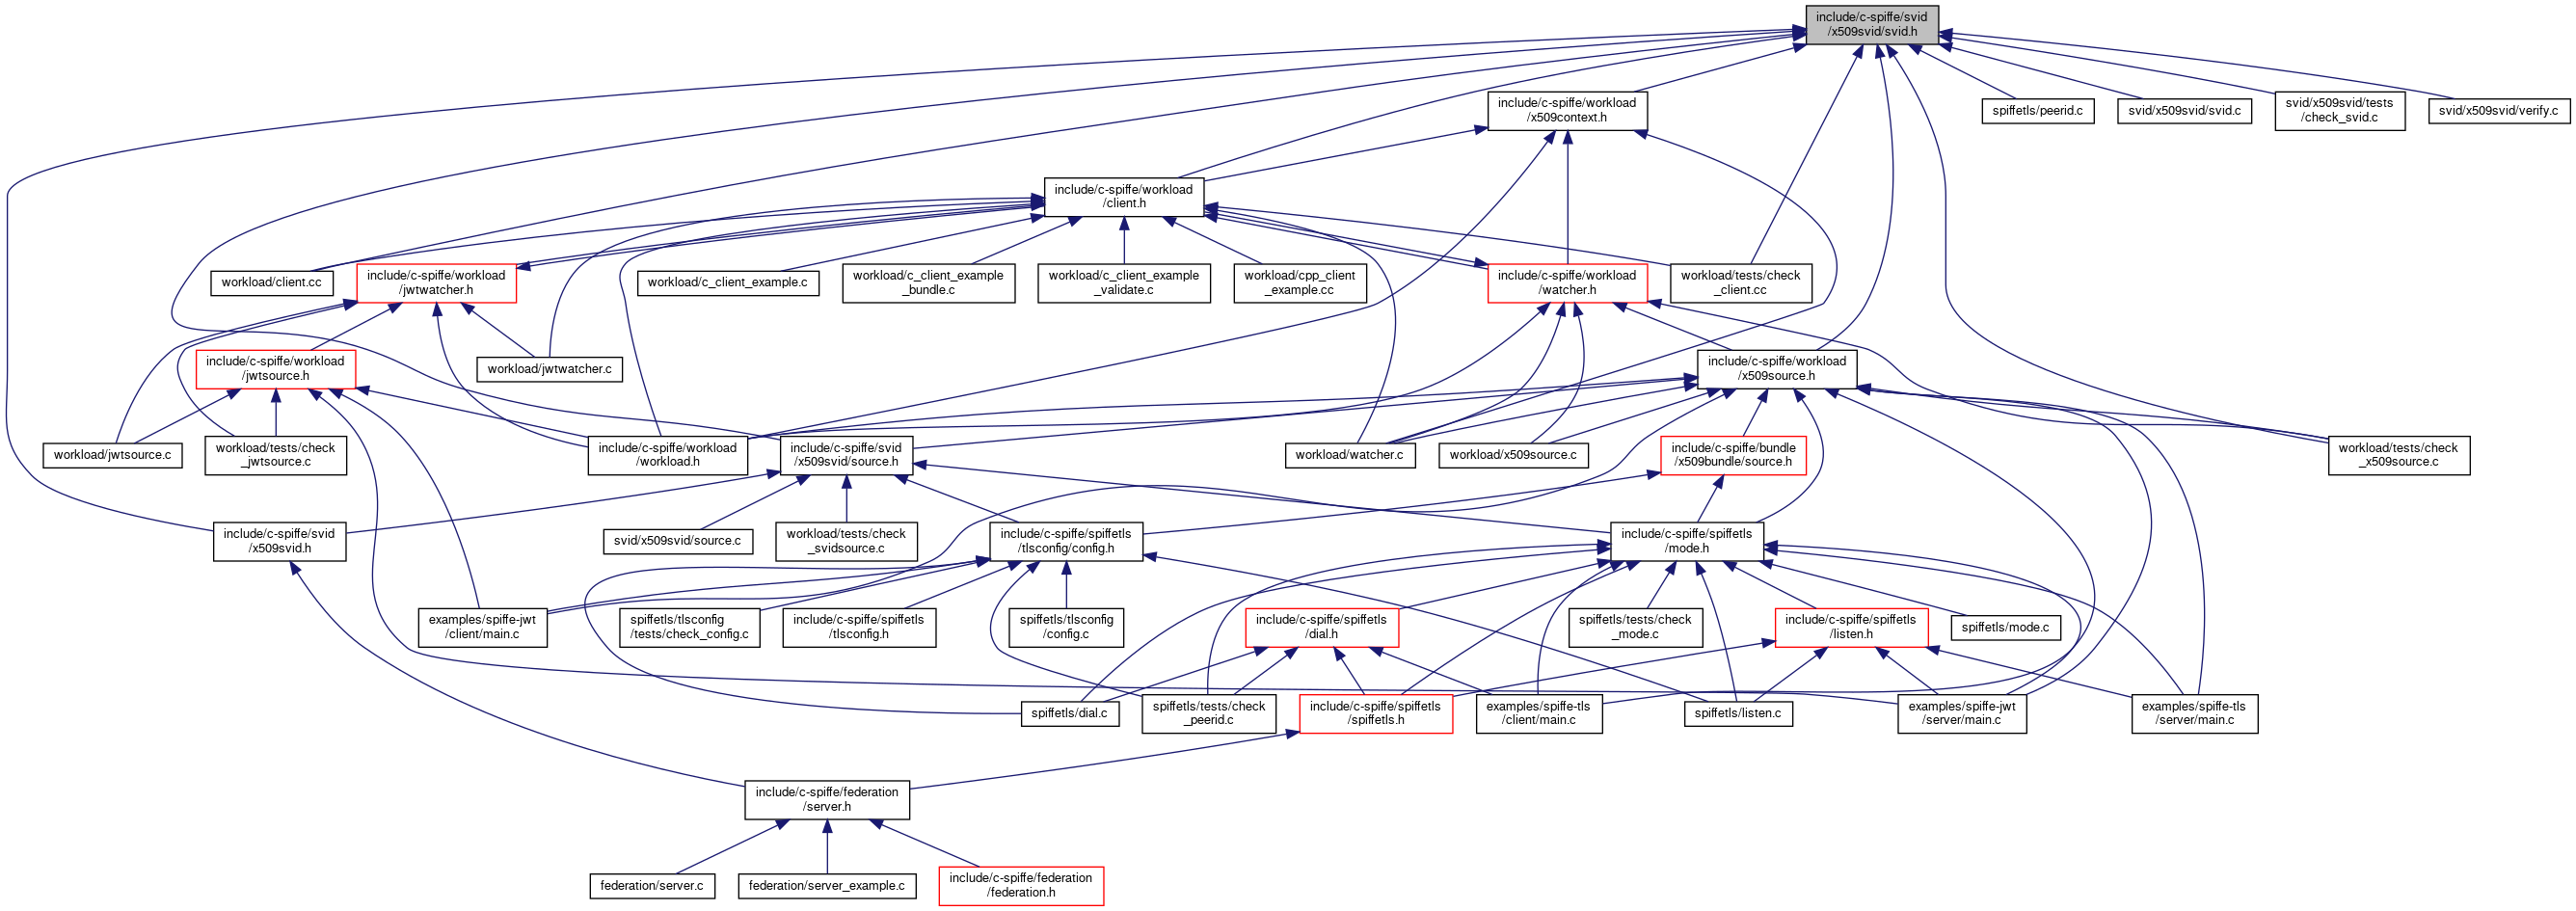 include/c-spiffe/svid
/x509svid/svid.h
include/c-spiffe/workload
/x509context.h
spiffetls/peerid.c
svid/x509svid/svid.c
svid/x509svid/tests
/check_svid.c
svid/x509svid/verify.c
include/c-spiffe/workload
/client.h
workload/client.cc
include/c-spiffe/workload
/jwtwatcher.h
workload/c_client_example.c
workload/c_client_example
_bundle.c
workload/c_client_example
_validate.c
workload/cpp_client
_example.cc
include/c-spiffe/workload
/watcher.h
workload/tests/check
_client.cc
include/c-spiffe/workload
/jwtsource.h
workload/jwtwatcher.c
include/c-spiffe/workload
/x509source.h
workload/jwtsource.c
workload/tests/check
_jwtsource.c
include/c-spiffe/workload
/workload.h
include/c-spiffe/svid
/x509svid/source.h
workload/watcher.c
workload/x509source.c
include/c-spiffe/bundle
/x509bundle/source.h
workload/tests/check
_x509source.c
include/c-spiffe/svid
/x509svid.h
svid/x509svid/source.c
workload/tests/check
_svidsource.c
include/c-spiffe/spiffetls
/tlsconfig/config.h
include/c-spiffe/spiffetls
/mode.h
examples/spiffe-jwt
/client/main.c
spiffetls/tlsconfig
/tests/check_config.c
include/c-spiffe/spiffetls
/tlsconfig.h
spiffetls/tlsconfig
/config.c
include/c-spiffe/spiffetls
/dial.h
spiffetls/tests/check
_mode.c
include/c-spiffe/spiffetls
/listen.h
spiffetls/mode.c
spiffetls/dial.c
spiffetls/tests/check
_peerid.c
include/c-spiffe/spiffetls
/spiffetls.h
examples/spiffe-tls
/client/main.c
spiffetls/listen.c
examples/spiffe-jwt
/server/main.c
examples/spiffe-tls
/server/main.c
include/c-spiffe/federation
/server.h
federation/server.c
federation/server_example.c
include/c-spiffe/federation
/federation.h